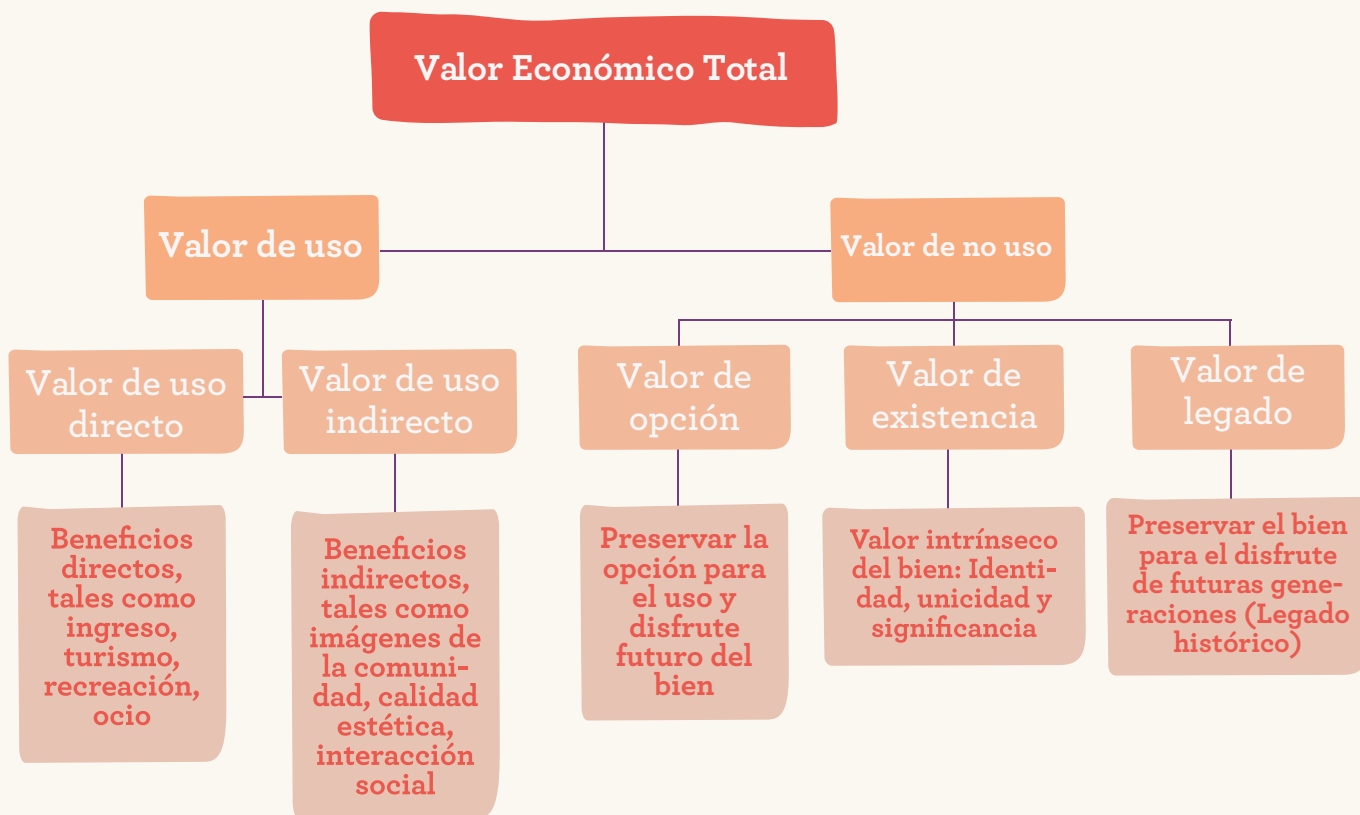 Valor Económico Total
Valor de uso
Valor de no uso
Valor de uso
directo
Valor de uso
indirecto
Valor de
opción
Valor de
existencia
Valor de
legado
Beneficios
directos,
tales como
ingreso,
turismo,
recreación,
ocio
Beneficios
indirectos,
tales como
imágenes de
la comuni-
dad, calidad
estética,
interacción
social
Preservar la
opción para
el uso y
disfrute
futuro del
bien
Valor intrínseco
del bien: Identi-
dad, unicidad y
significancia
Preservar el bien
para el disfrute
de futuras gene-
raciones (Legado
histórico)